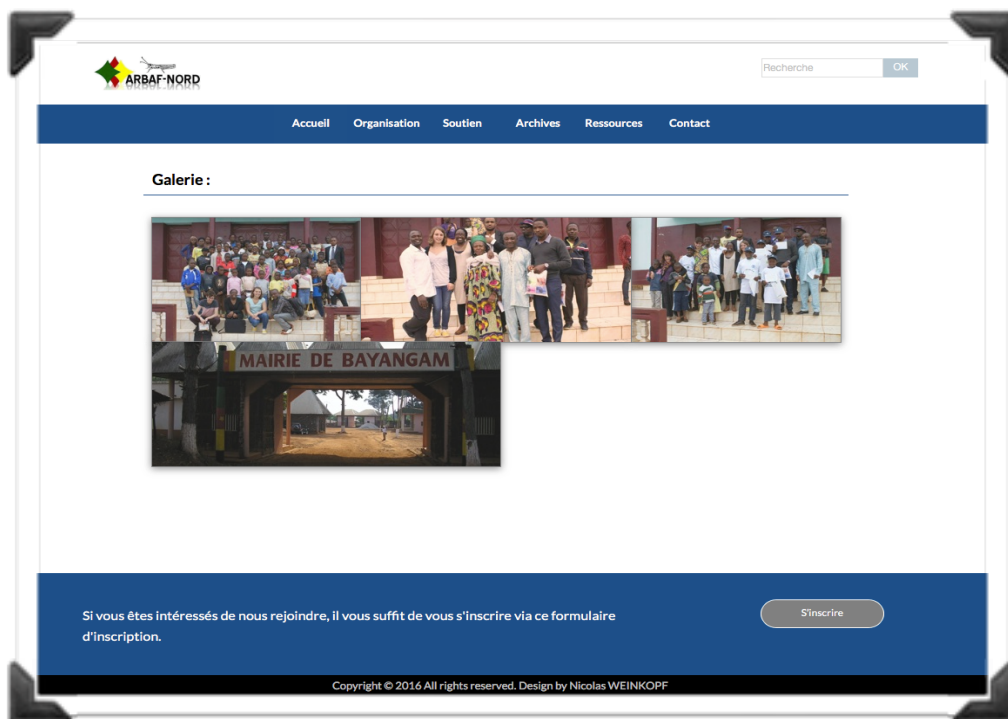 ARBAF-NORD
Recherche OK
Accueil Organisation Soutien Archives Ressources Contact
Galerie :
MAIRIE DE BAYANGAM
Si vous êtes intéressés de nous rejoindre, il vous suffit de vous s'inscrire via ce formulaire
d'inscription.
S'inscrire
Copyright © 2016 All rights reserved. Design by Nicolas WEINKOPF